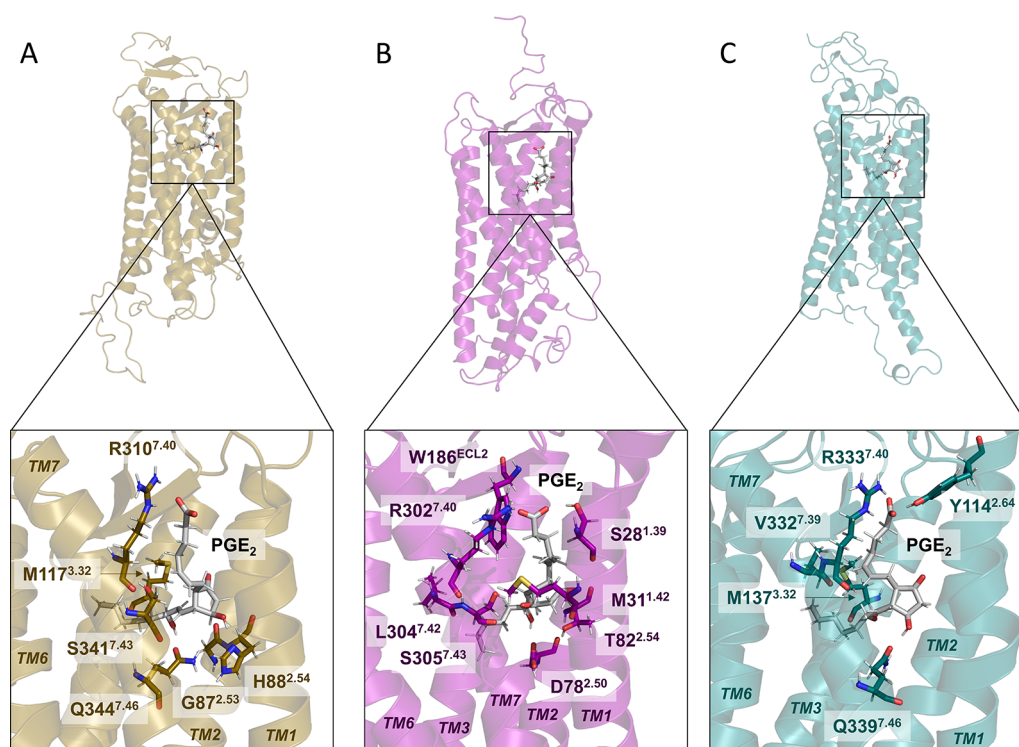 A
B
C
R310^7.40
TM7
PGE₂
M117^3.32
S341^7.43
TM6
H88^2.54
Q344^7.46
G87^2.53
TM2
TM1
W186^ECL2
PGE₂
R302^7.40
S28^1.39
M31^1.42
L304^7.42
T82^2.54
S305^7.43
D78^2.50
TM7
TM6
TM3
TM2
TM1
R333^7.40
TM7
Y114^2.64
V332^7.39
PGE₂
M137^3.32
TM2
TM6
TM3
Q339^7.46
TM1